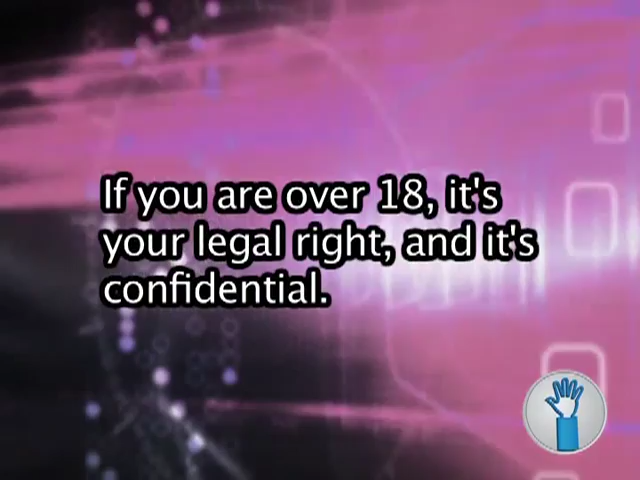 If you are over 18, it's
your legal right, and it's
confidential.